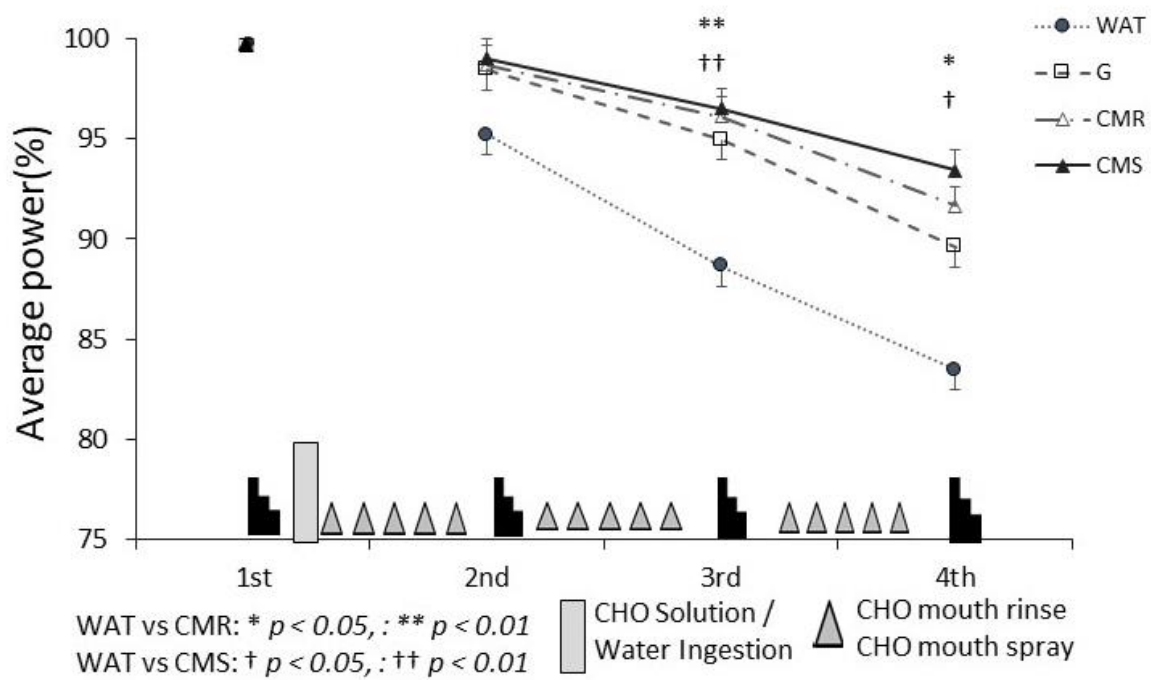 Average power(%)
100
95
90
85
80
75
** 
††
*
†
WAT
G
CMR
CMS
1st
2nd
3rd
4th
WAT vs CMR: * p < 0.05, : ** p < 0.01
WAT vs CMS: † p < 0.05, : †† p < 0.01
CHO Solution /
Water Ingestion
CHO mouth rinse
CHO mouth spray